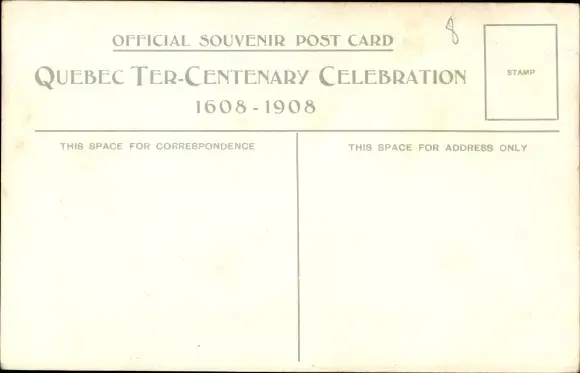 OFFICIAL SOUVENIR POST CARD
8
QUEBEC TER-CENTENARY CELEBRATION
1608-1908
STAMP
THIS SPACE FOR CORRESPONDENCE
THIS SPACE FOR ADDRESS ONLY